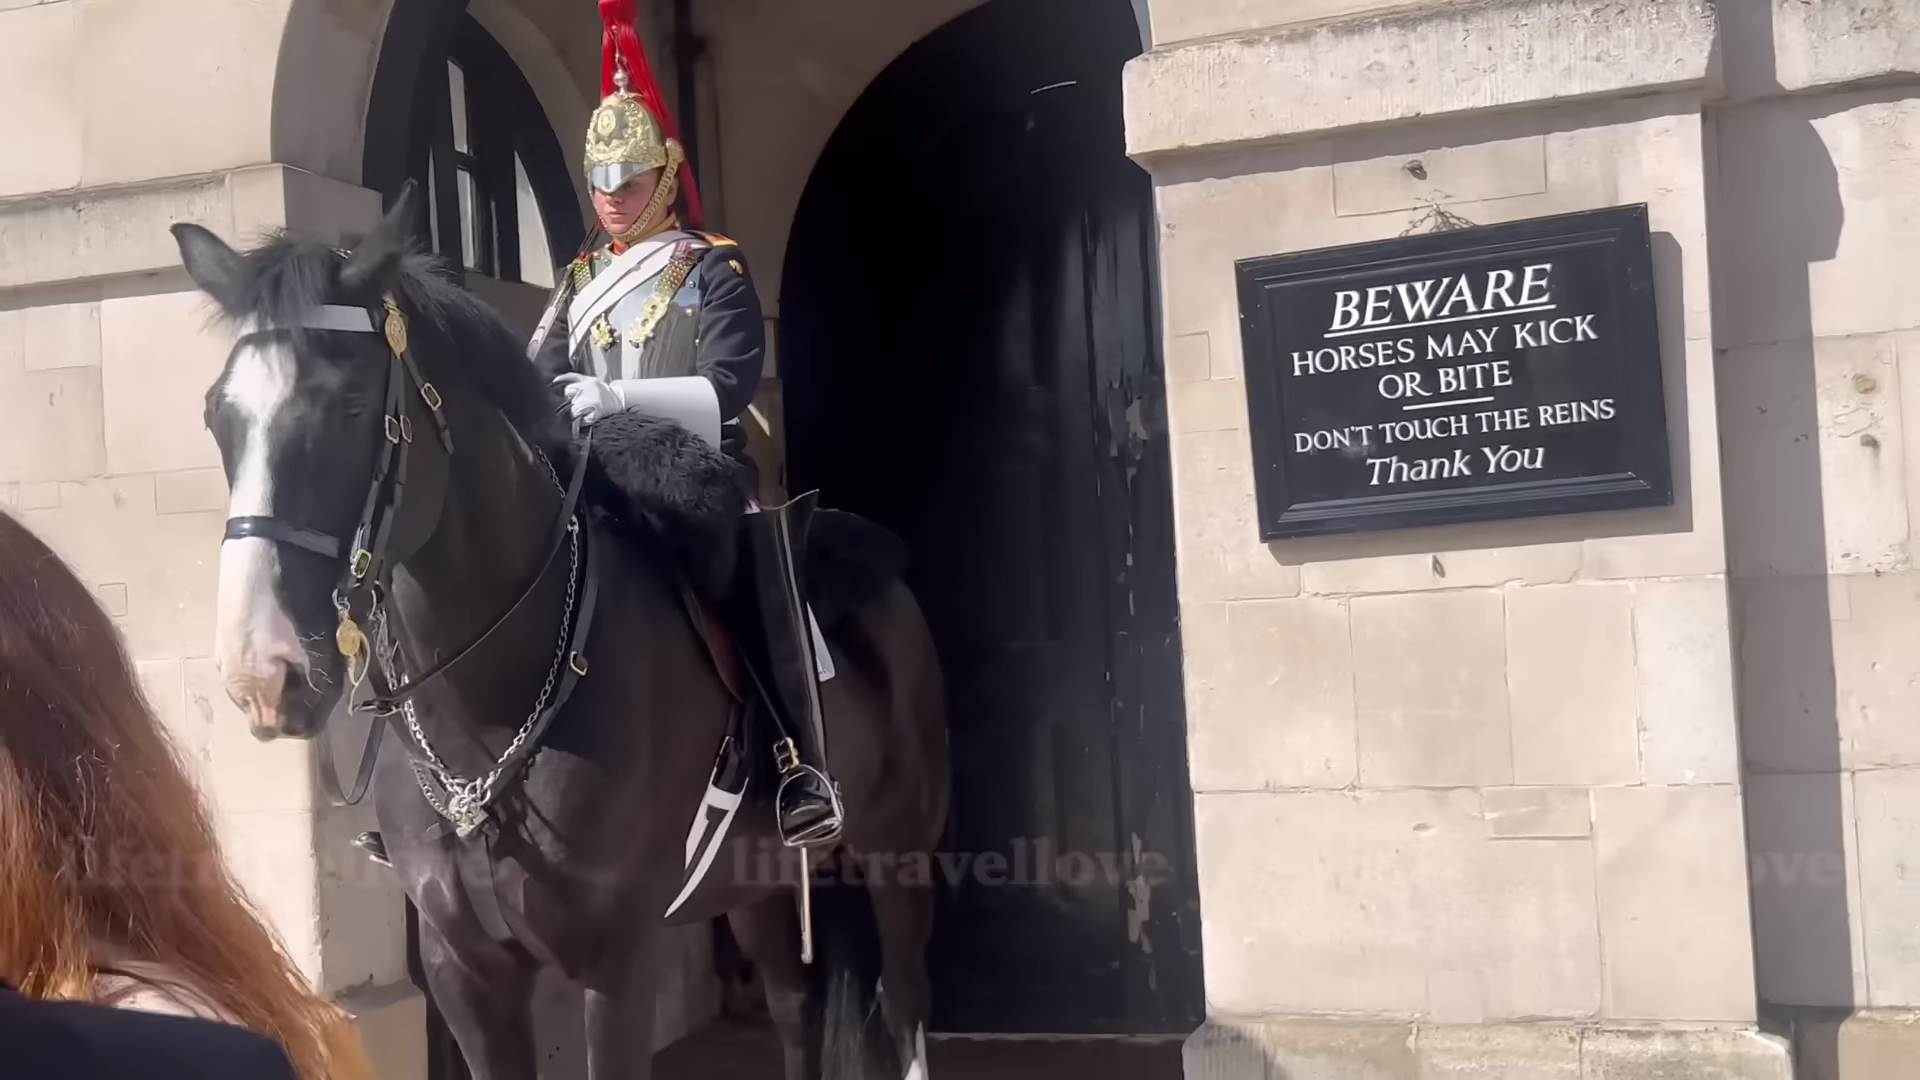 BEWARE
HORSES MAY KICK
OR BITE
DON'T TOUCH THE REINS
Thank You
lifetravellove